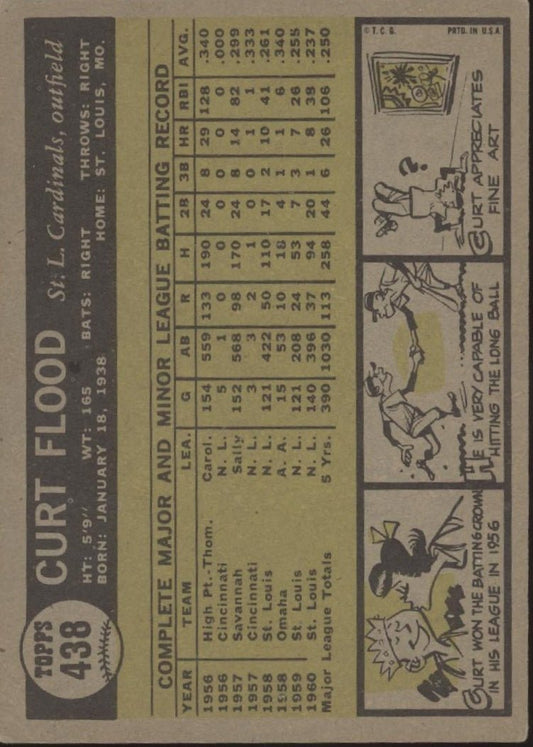 TOPPS
438
CURT FLOOD St. L. Cardinals, outfield
HT: 5'9" WT: 165 BATS: RIGHT THROWS: RIGHT
BORN: JANUARY 18, 1938 HOME: ST. LOUIS, MO.
COMPLETE MAJOR AND MINOR LEAGUE BATTING RECORD
YEAR TEAM LEA. G AB R H 2B 3B HR RBI AVG.
1956 High Pt.-Thom. Carol. 154 559 133 190 24 8 29 128 .340
1956 Cincinnati N. L. 5 1 0 0 0 0 0 0 .000
1957 Savannah Sally 152 568 98 170 24 8 14 82 .299
1957 Cincinnati N. L. 3 3 2 1 0 0 1 1 .333
1958 St. Louis N. L. 121 422 50 110 17 2 10 41 .261
1958 Omaha A. A. 15 53 10 18 4 3 1 6 .340
1959 St. Louis N. L. 121 208 24 53 7 3 7 26 .255
1960 St. Louis N. L. 140 396 37 94 20 1 8 38 .237
Major League Totals 5 Yrs. 390 1030 113 258 44 6 26 106 .250
CURT WON THE BATTING CROWN
IN HIS LEAGUE IN 1956
HE IS VERY CAPABLE OF
HITTING THE LONG BALL
?
CURT APPRECIATES
FINE ART
© T. C. G. PRTD. IN U.S.A.